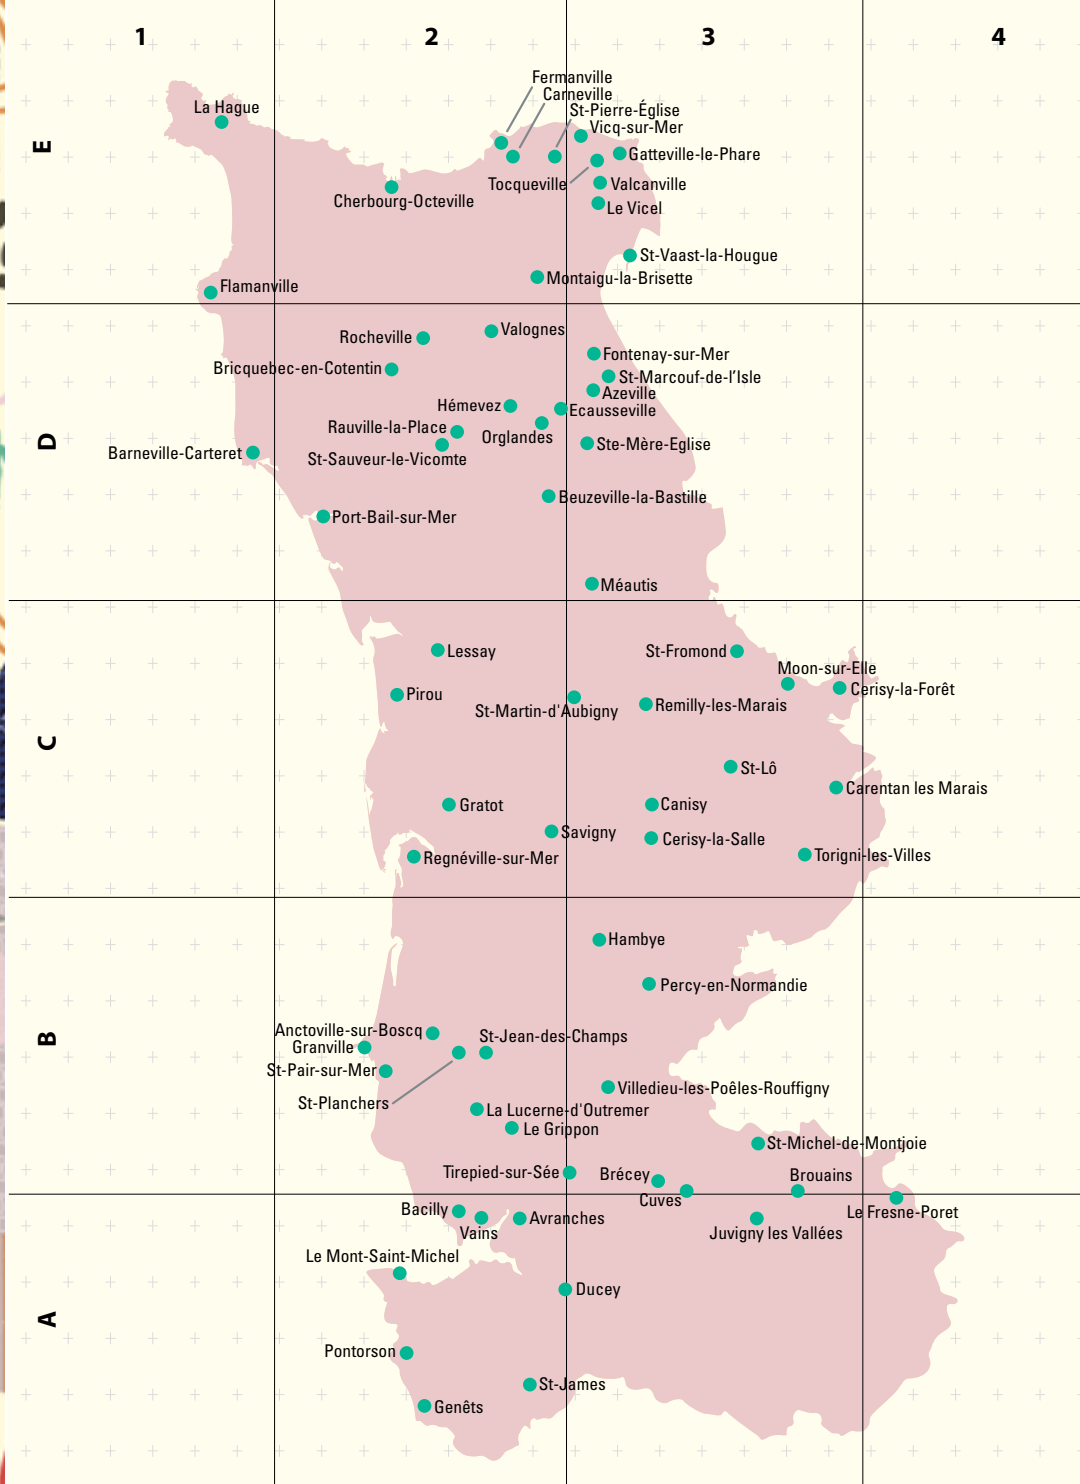 1 2 3 4
Fermanville
Carneville
La Hague
St-Pierre-Église
Vicq-sur-Mer
E
Gatteville-le-Phare
Tocqueville
Valcanville
Cherbourg-Octeville
Le Vicel
St-Vaast-la-Hougue
Montaigu-la-Brisette
Flamanville
Valognes
Rocheville
Fontenay-sur-Mer
Bricquebec-en-Cotentin
St-Marcouf-de-l’Isle
Azeville
Hémevez
Ecausseville
Rauville-la-Place
Orglandes
D
Ste-Mère-Eglise
Barneville-Carteret
St-Sauveur-le-Vicomte
Beuzeville-la-Bastille
Port-Bail-sur-Mer
Méautis
Lessay
St-Fromond
Moon-sur-Elle
Cerisy-la-Forêt
Pirou
Remilly-les-Marais
St-Martin-d'Aubigny
C
St-Lô
Carentan les Marais
Gratot
Canisy
Savigny
Cerisy-la-Salle
Torigni-les-Villes
Regnéville-sur-Mer
Hambye
Percy-en-Normandie
Anctoville-sur-Boscq
St-Jean-des-Champs
B
Granville
St-Pair-sur-Mer
Villedieu-les-Poêles-Rouffigny
St-Planchers
La Lucerne-d'Outremer
Le Grippon
St-Michel-de-Montjoie
Tirepied-sur-Sée
Brécey
Brouains
Cuves
Bacilly
Le Fresne-Poret
Avranches
Vains
Juvigny les Vallées
Le Mont-Saint-Michel
Ducey
A
Pontorson
St-James
Genêts